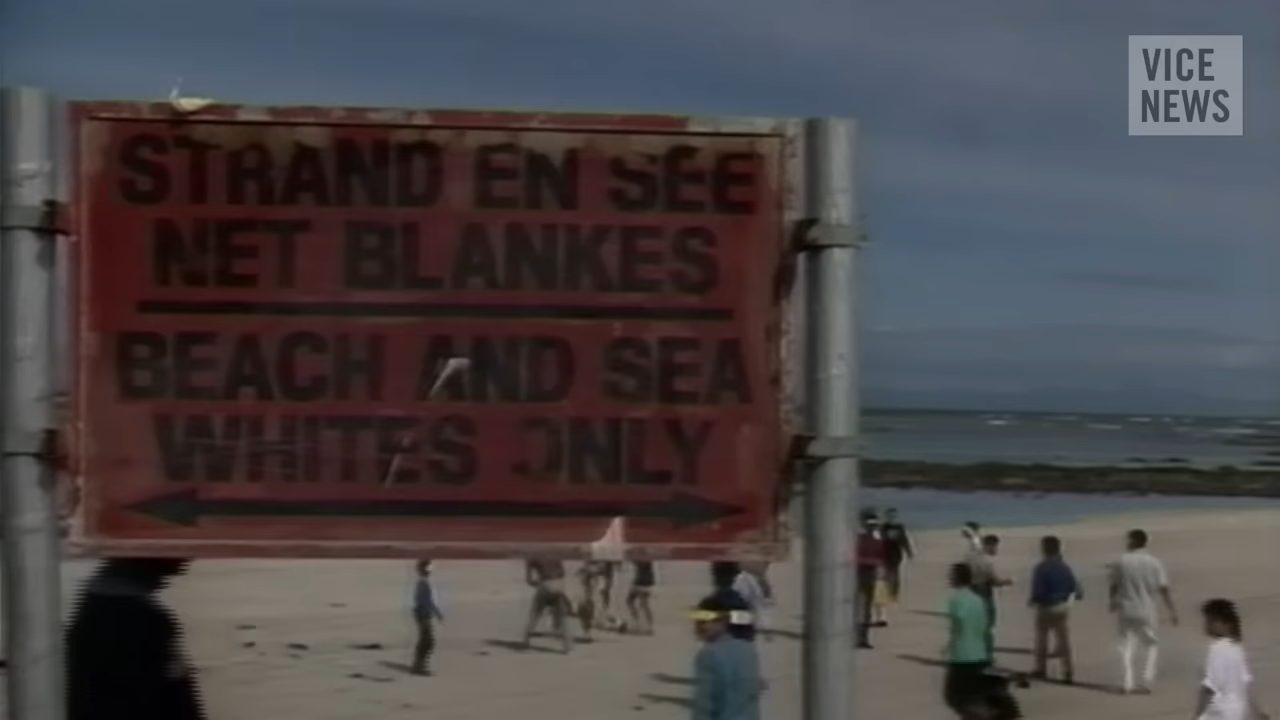 VICE
NEWS
STRAND EN SEE
NET BLANKES
BEACH AND SEA
WHITES ONLY